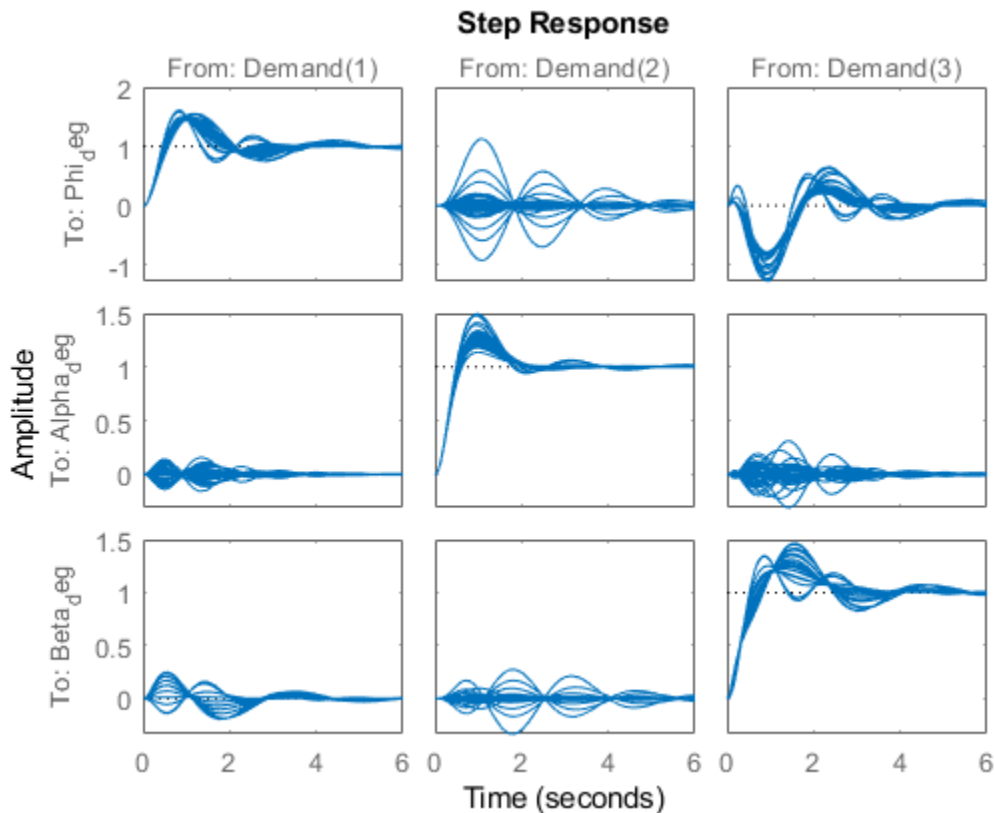 Step Response
From: Demand(1) From: Demand(2) From: Demand(3)
Amplitude
To: Phi_deg
2
1
0
-1
To: Alpha_deg
1.5
1
0.5
0
To: Beta_deg
1.5
1
0.5
0
0 2 4 6 0 2 4 6 0 2 4 6
Time (seconds)